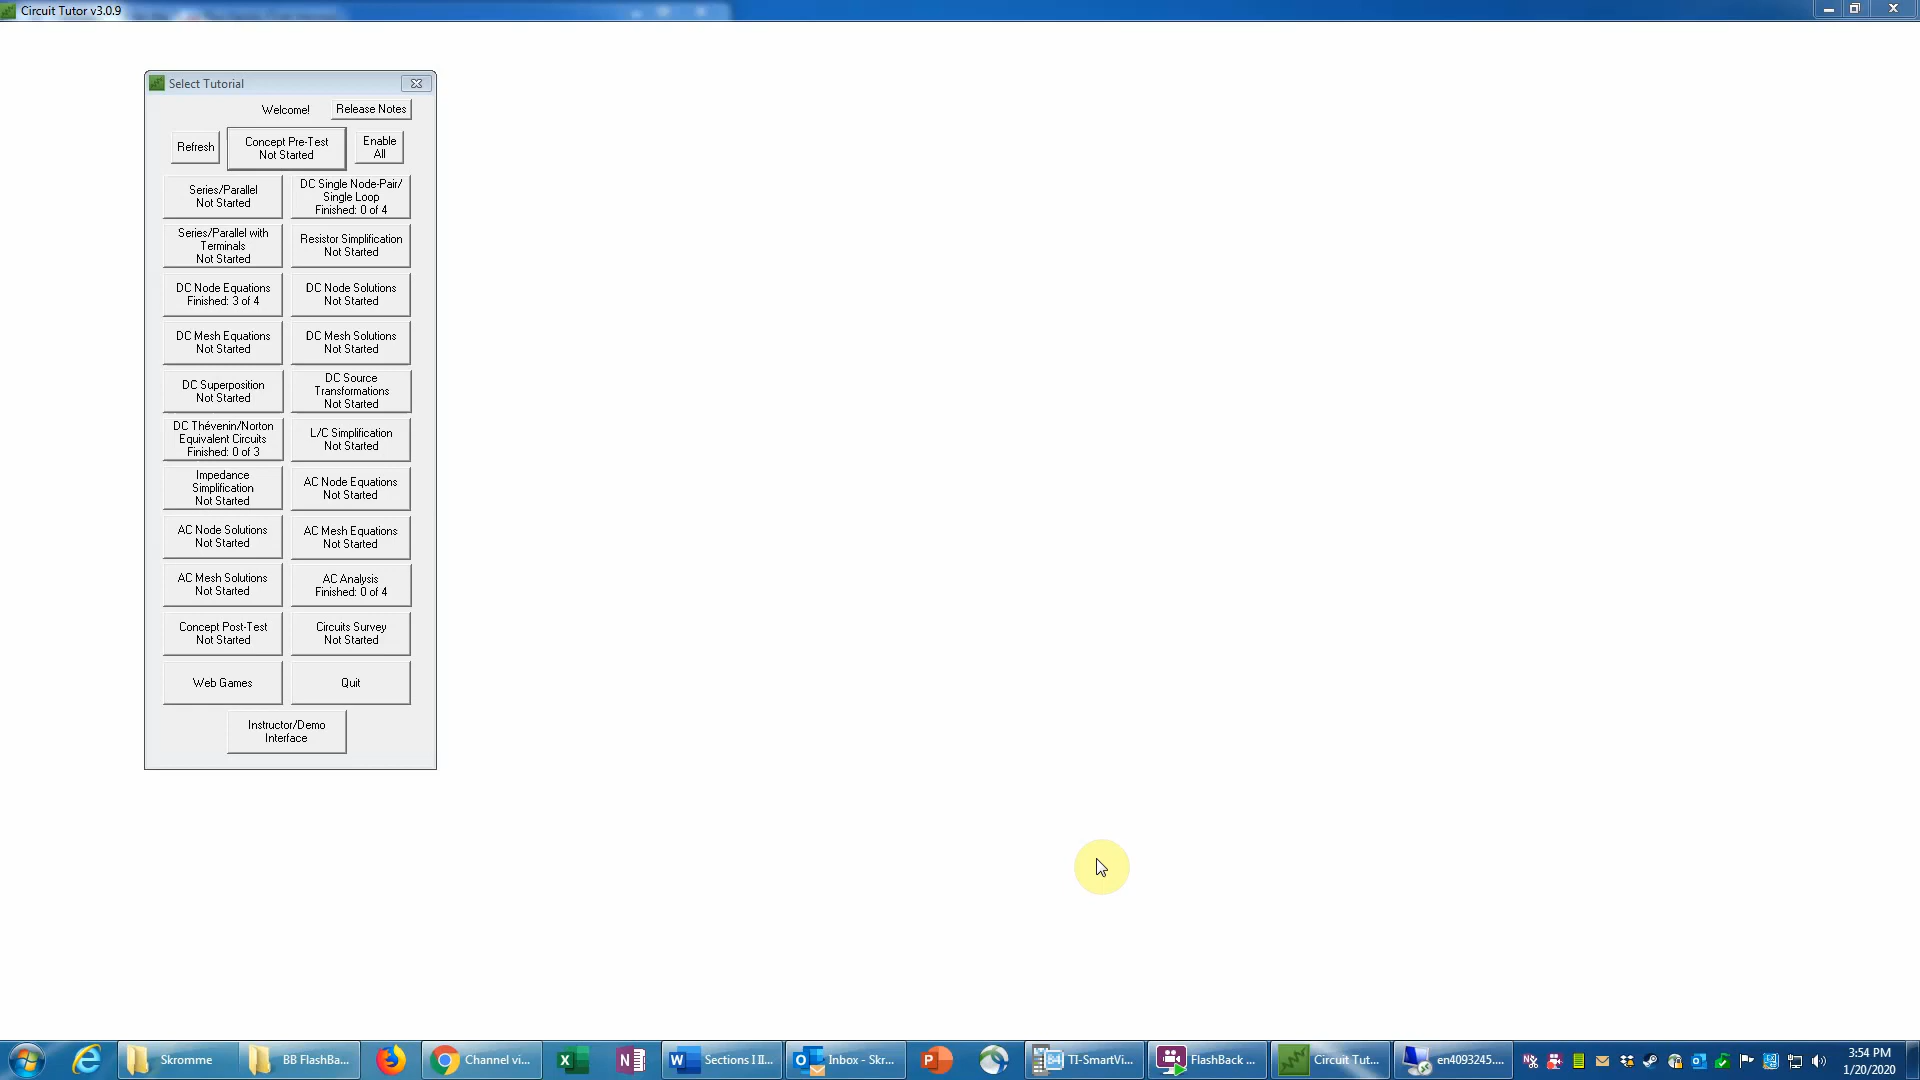 Circuit Tutor v3.0.9
Select Tutorial
Welcome!
Release Notes
Refresh
Concept Pre-Test
Not Started
Enable
All
Series/Parallel
Not Started
DC Single Node-Pair/
Single Loop
Finished: 0 of 4
Series/Parallel with
Terminals
Not Started
Resistor Simplification
Not Started
DC Node Equations
Finished: 3 of 4
DC Node Solutions
Not Started
DC Mesh Equations
Not Started
DC Mesh Solutions
Not Started
DC Superposition
Not Started
DC Source
Transformations
Not Started
DC Thévenin/Norton
Equivalent Circuits
Finished: 0 of 3
L/C Simplification
Not Started
Impedance
Simplification
Not Started
AC Node Equations
Not Started
AC Node Solutions
Not Started
AC Mesh Equations
Not Started
AC Mesh Solutions
Not Started
AC Analysis
Finished: 0 of 4
Concept Post-Test
Not Started
Circuits Survey
Not Started
Web Games
Quit
Instructor/Demo
Interface
Skromme
BB FlashBa...
Channel vi...
Sections I II...
Inbox - Skr...
TI-SmartVi...
FlashBack ...
Circuit Tut...
en4093245....
3:54 PM
1/20/2020